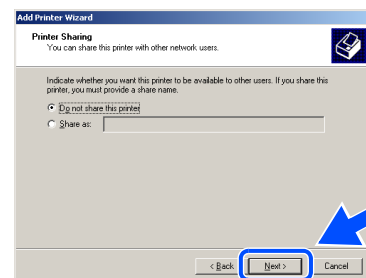 Add Printer Wizard
Printer Sharing
You can share this printer with other network users.
Indicate whether you want this printer to be available to other users. If you share this
printer, you must provide a share name.
Do not share this printer
Share as:
< Back
Next >
Cancel